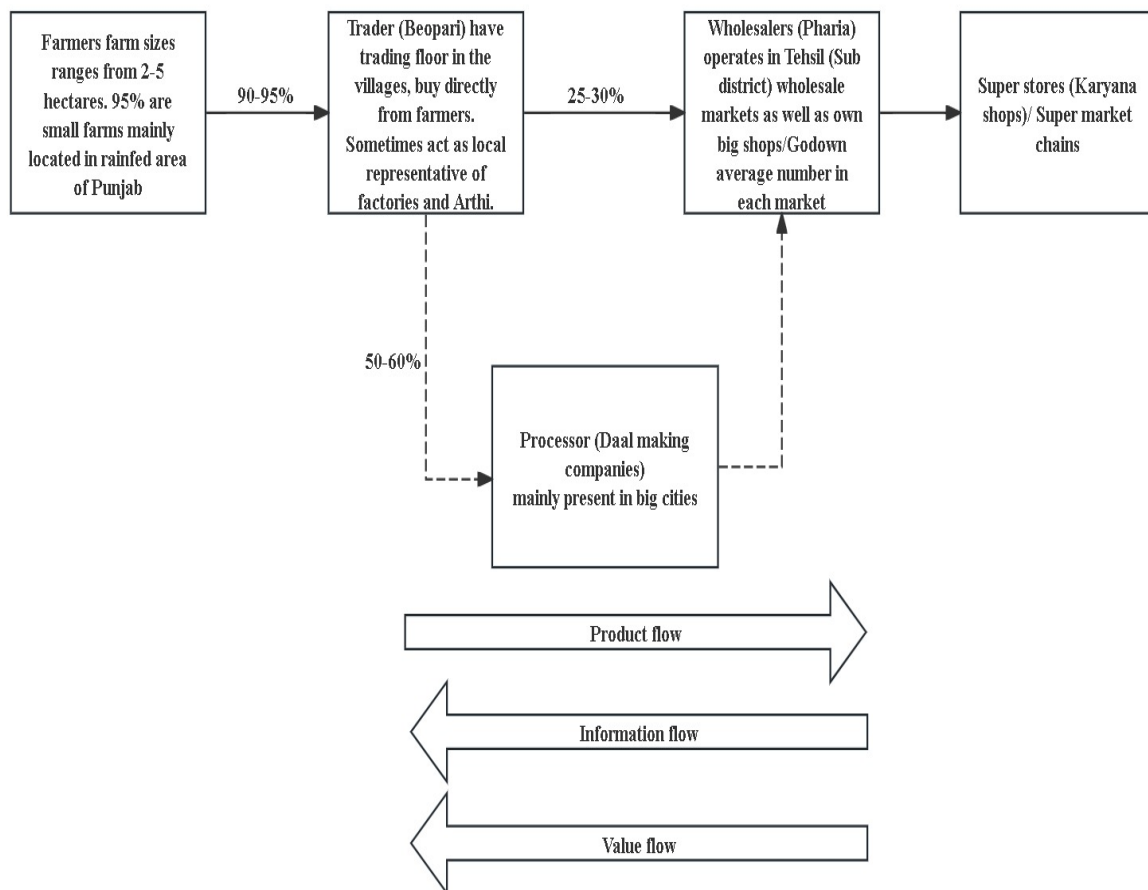 Farmers farm sizes
ranges from 2-5
hectares. 95% are
small farms mainly
located in rainfed area
of Punjab
90-95%
Trader (Beopari) have
trading floor in the
villages, buy directly
from farmers.
Sometimes act as local
representative of
factories and Arthi.
25-30%
Wholesalers (Pharia)
operates in Tehsil (Sub
district) wholesale
markets as well as own
big shops/Godown
average number in
each market
Super stores (Karyana
shops)/ Super market
chains
50-60%
Processor (Daal making
companies)
mainly present in big cities
Product flow
Information flow
Value flow